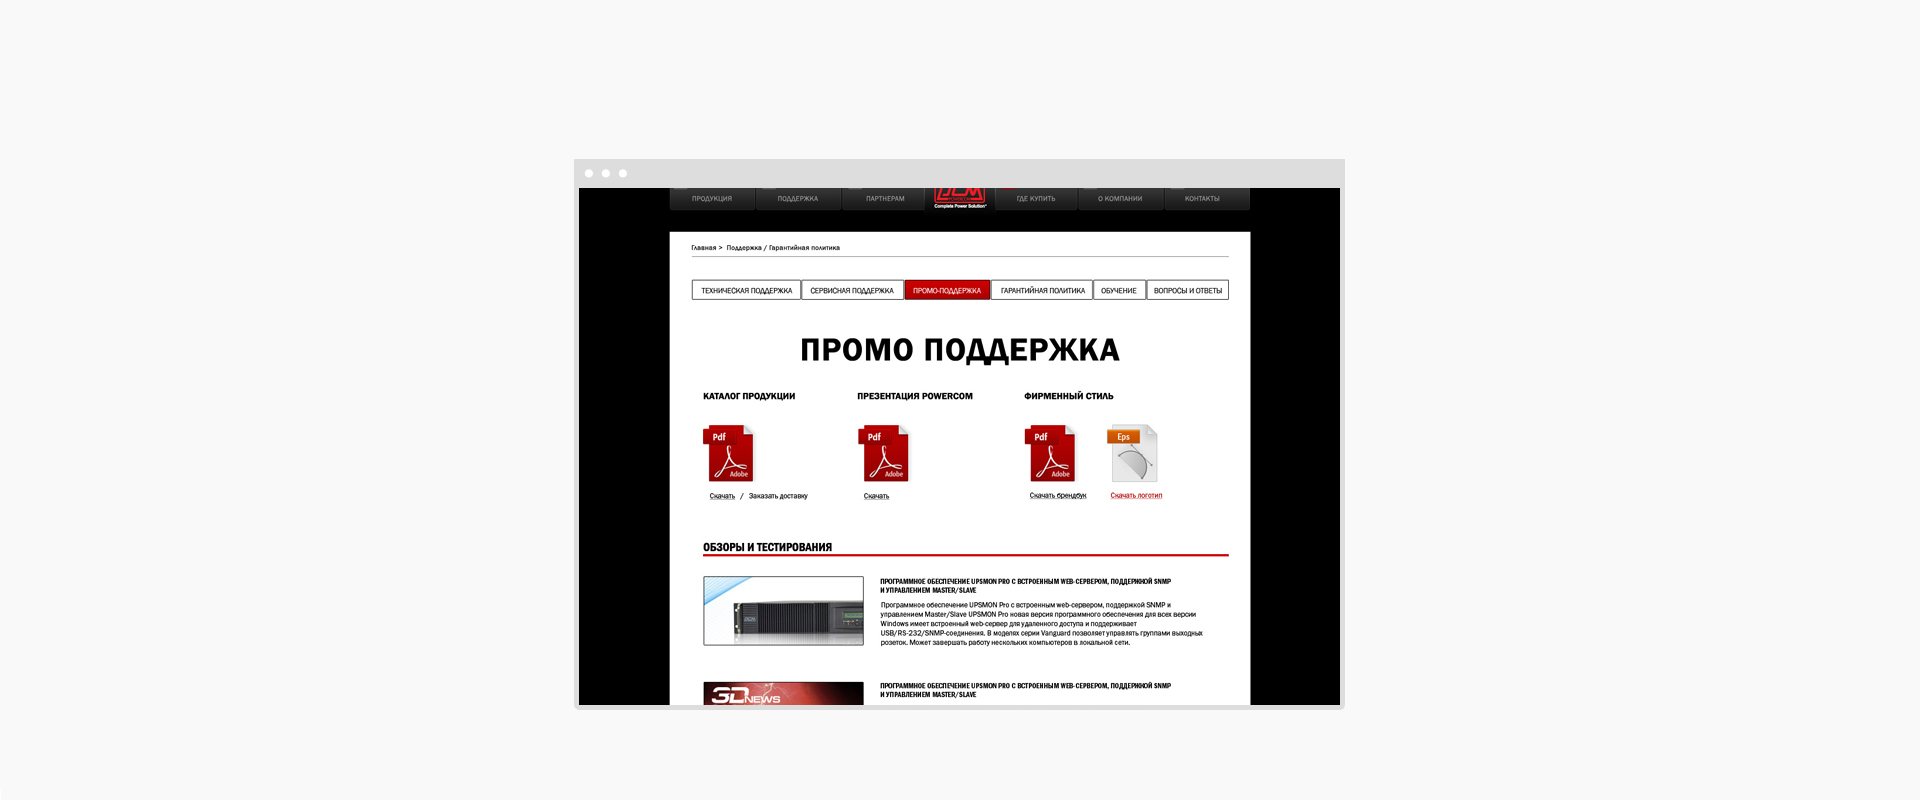 ПРОДУКЦИЯ ПОДДЕРЖКА ПАРТНЕРАМ ГДЕ КУПИТЬ О КОМПАНИИ КОНТАКТЫ
Complete Power Solution
Главная > Поддержка / Гарантийная политика
ТЕХНИЧЕСКАЯ ПОДДЕРЖКА СЕРВИСНАЯ ПОДДЕРЖКА ПРОМО-ПОДДЕРЖКА ГАРАНТИЙНАЯ ПОЛИТИКА ОБУЧЕНИЕ ВОПРОСЫ И ОТВЕТЫ
ПРОМО ПОДДЕРЖКА
КАТАЛОГ ПРОДУКЦИИ ПРЕЗЕНТАЦИЯ POWERCOM ФИРМЕННЫЙ СТИЛЬ
Pdf Pdf Pdf Eps
Adobe Adobe Adobe
Скачать / Заказать доставку Скачать Скачать брендбук Скачать логотип
ОБЗОРЫ И ТЕСТИРОВАНИЯ
ПРОГРАММНОЕ ОБЕСПЕЧЕНИЕ UPSMON PRO С ВСТРОЕННЫМ WEB-СЕРВЕРОМ, ПОДДЕРЖКОЙ SNMP
И УПРАВЛЕНИЕМ MASTER/SLAVE
Программное обеспечение UPSMON Pro с встроенным web-сервером, поддержкой SNMP и
управлением Master/Slave UPSMON Pro новая версия программного обеспечения для всех версии
Windows имеет встроенный web-сервер для удаленного доступа и поддерживает
USB/RS-232/SNMP-соединения. В моделях серии Vanguard позволяет управлять группами выходных
розеток. Может завершать работу нескольких компьютеров в локальной сети.
3DNEWS
ПРОГРАММНОЕ ОБЕСПЕЧЕНИЕ UPSMON PRO С ВСТРОЕННЫМ WEB-СЕРВЕРОМ, ПОДДЕРЖКОЙ SNMP
И УПРАВЛЕНИЕМ MASTER/SLAVE